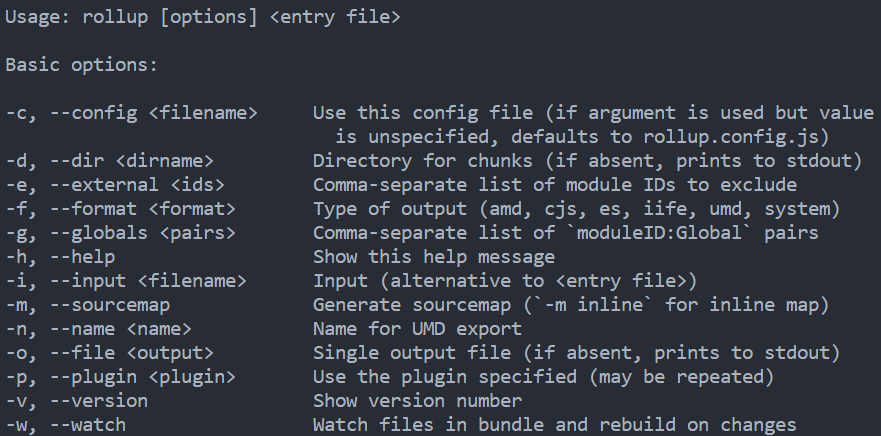 Usage: rollup [options] <entry file>
Basic options:
-c, --config <filename>     Use this config file (if argument is used but value
                              is unspecified, defaults to rollup.config.js)
-d, --dir <dirname>         Directory for chunks (if absent, prints to stdout)
-e, --external <ids>        Comma-separate list of module IDs to exclude
-f, --format <format>       Type of output (amd, cjs, es, iife, umd, system)
-g, --globals <pairs>       Comma-separate list of `moduleID:Global` pairs
-h, --help                  Show this help message
-i, --input <filename>      Input (alternative to <entry file>)
-m, --sourcemap             Generate sourcemap (`-m inline` for inline map)
-n, --name <name>           Name for UMD export
-o, --file <output>         Single output file (if absent, prints to stdout)
-p, --plugin <plugin>       Use the plugin specified (may be repeated)
-v, --version               Show version number
-w, --watch                 Watch files in bundle and rebuild on changes